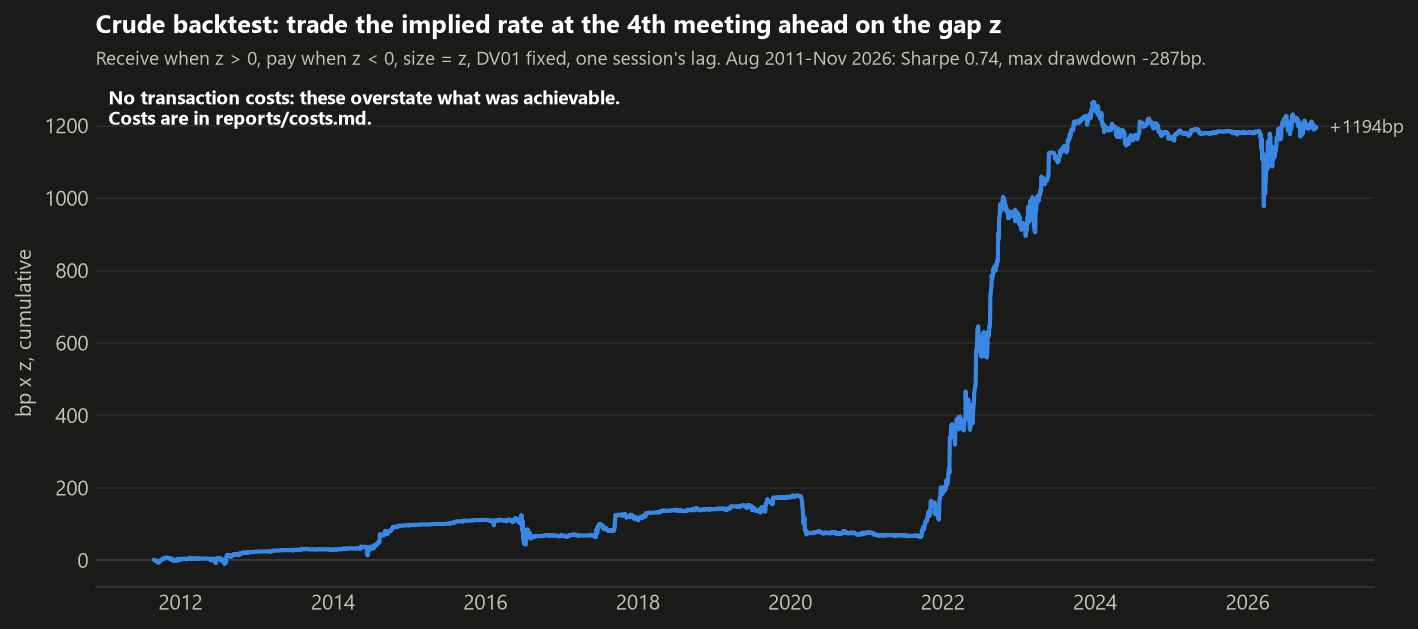 Crude backtest: trade the implied rate at the 4th meeting ahead on the gap z
Receive when z > 0, pay when z < 0, size = z, DV01 fixed, one session's lag. Aug 2011-Nov 2026: Sharpe 0.74, max drawdown -287bp.
No transaction costs: these overstate what was achievable.
Costs are in reports/costs.md.
bp x z, cumulative
1200
1000
800
600
400
200
0
+1194bp
2012
2014
2016
2018
2020
2022
2024
2026